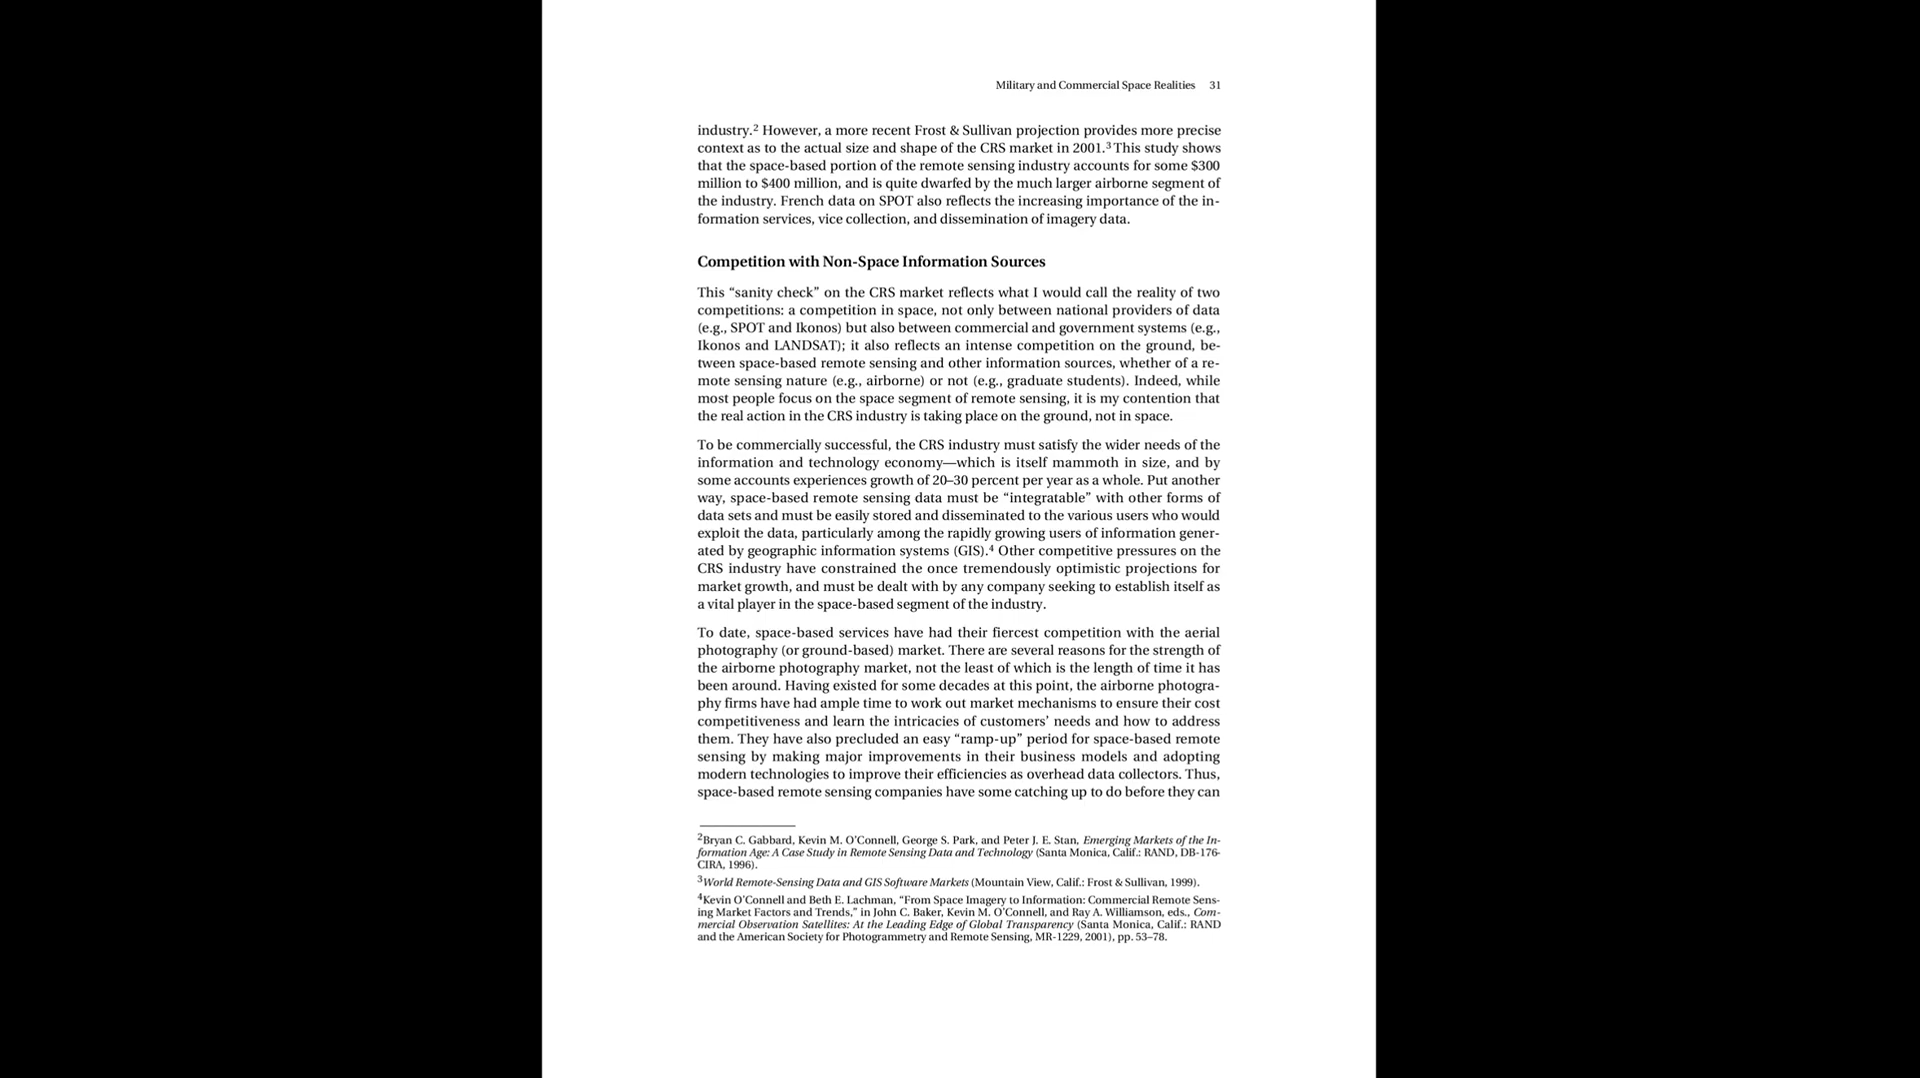 Military and Commercial Space Realities 31
industry.2 However, a more recent Frost & Sullivan projection provides more precise
context as to the actual size and shape of the CRS market in 2001.3 This study shows
that the space-based portion of the remote sensing industry accounts for some $300
million to $400 million, and is quite dwarfed by the much larger airborne segment of
the industry. French data on SPOT also reflects the increasing importance of the in-
formation services, vice collection, and dissemination of imagery data.
Competition with Non-Space Information Sources
This “sanity check” on the CRS market reflects what I would call the reality of two
competitions: a competition in space, not only between national providers of data
(e.g., SPOT and Ikonos) but also between commercial and government systems (e.g.,
Ikonos and LANDSAT); it also reflects an intense competition on the ground, be-
tween space-based remote sensing and other information sources, whether of a re-
mote sensing nature (e.g., airborne) or not (e.g., graduate students). Indeed, while
most people focus on the space segment of remote sensing, it is my contention that
the real action in the CRS industry is taking place on the ground, not in space.
To be commercially successful, the CRS industry must satisfy the wider needs of the
information and technology economy—which is itself mammoth in size, and by
some accounts experiences growth of 20–30 percent per year as a whole. Put another
way, space-based remote sensing data must be “integratable” with other forms of
data sets and must be easily stored and disseminated to the various users who would
exploit the data, particularly among the rapidly growing users of information gener-
ated by geographic information systems (GIS).4 Other competitive pressures on the
CRS industry have constrained the once tremendously optimistic projections for
market growth, and must be dealt with by any company seeking to establish itself as
a vital player in the space-based segment of the industry.
To date, space-based services have had their fiercest competition with the aerial
photography (or ground-based) market. There are several reasons for the strength of
the airborne photography market, not the least of which is the length of time it has
been around. Having existed for some decades at this point, the airborne photogra-
phy firms have had ample time to work out market mechanisms to ensure their cost
competitiveness and learn the intricacies of customers’ needs and how to address
them. They have also precluded an easy “ramp-up” period for space-based remote
sensing by making major improvements in their business models and adopting
modern technologies to improve their efficiencies as overhead data collectors. Thus,
space-based remote sensing companies have some catching up to do before they can
2Bryan C. Gabbard, Kevin M. O’Connell, George S. Park, and Peter J. E. Stan, Emerging Markets of the In-
formation Age: A Case Study in Remote Sensing Data and Technology (Santa Monica, Calif.: RAND, DB-176-
CIRA, 1996).
3World Remote-Sensing Data and GIS Software Markets (Mountain View, Calif.: Frost & Sullivan, 1999).
4Kevin O’Connell and Beth E. Lachman, “From Space Imagery to Information: Commercial Remote Sens-
ing Market Factors and Trends,” in John C. Baker, Kevin M. O’Connell, and Ray A. Williamson, eds., Com-
mercial Observation Satellites: At the Leading Edge of Global Transparency (Santa Monica, Calif.: RAND
and the American Society for Photogrammetry and Remote Sensing, MR-1229, 2001), pp. 53–78.